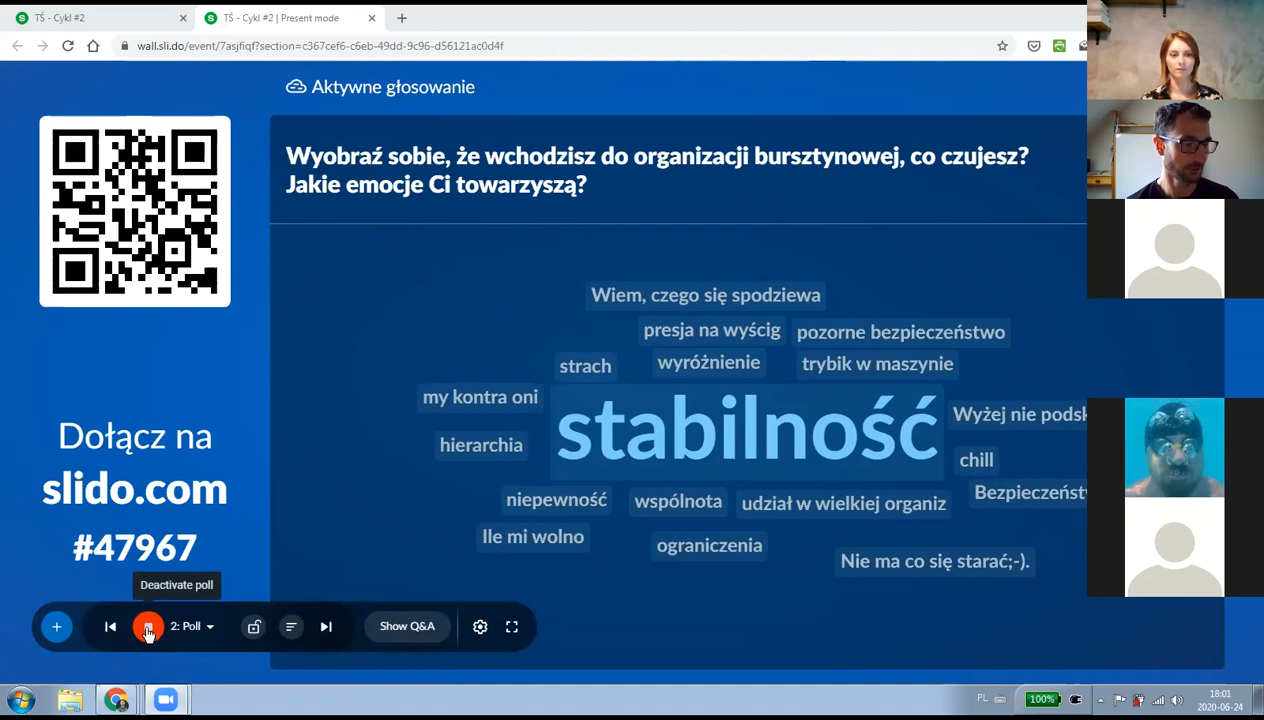 TŚ - Cykl #2
TŚ - Cykl #2 | Present mode
wall.sli.do/event/7asjfiqf?section=c367cef6-c6eb-49dd-9c96-d56121ac0d4f
Aktywne głosowanie
Wyobraź sobie, że wchodzisz do organizacji bursztynowej, co czujesz?
Jakie emocje Ci towarzyszą?
Wiem, czego się spodziewa
presja na wyścig
pozorne bezpieczeństwo
strach
wyróżnienie
trybik w maszynie
my kontra oni
stabilność
Wyżej nie podsk
hierarchia
chill
niepewność
wspólnota
udział w wielkiej organiz
Bezpieczeństw
Ile mi wolno
ograniczenia
Nie ma co się starać;-).
Dołącz na
slido.com
#47967
Deactivate poll
2: Poll
Show Q&A
PL
100%
18:01
2020-06-24